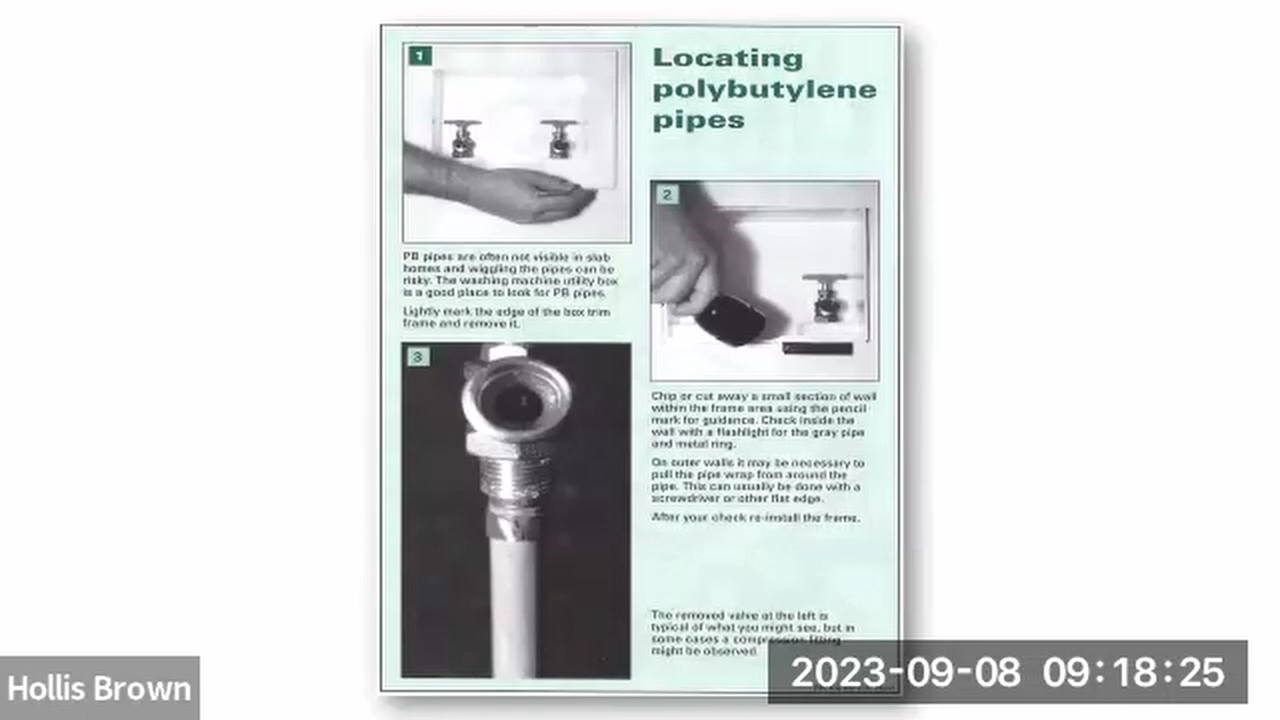 1
Locating
polybutylene
pipes
2
PB pipes are often not visible in slab
homes and wiggling the pipes can be
risky. The washing machine utility box
is a good place to look for PB pipes.
Lightly mark the edge of the box trim
frame and remove it.
3
Chip or cut away a small section of wall
within the frame area using the pencil
mark for guidance. Check inside the
wall with a flashlight for the gray pipe
and metal ring.
On outer walls it may be necessary to
pull the pipe wrap from around the
pipe. This can usually be done with a
screwdriver or other flat edge.
After your check re-install the frame.
The removed valve at the left is
typical of what you might see, but in
some cases a compression fitting
might be observed.
Hollis Brown
2023-09-08 09:18:25